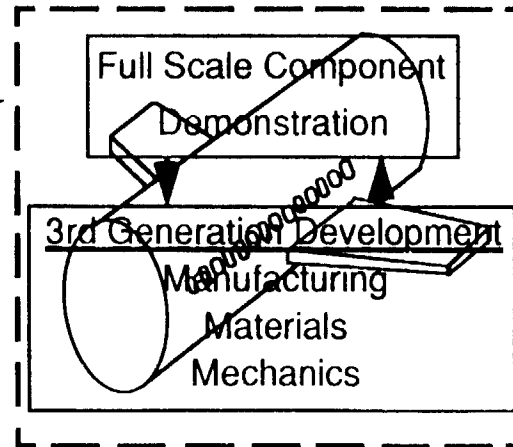 Full Scale Component
Demonstration
3rd Generation Development
Manufacturing
Materials
Mechanics